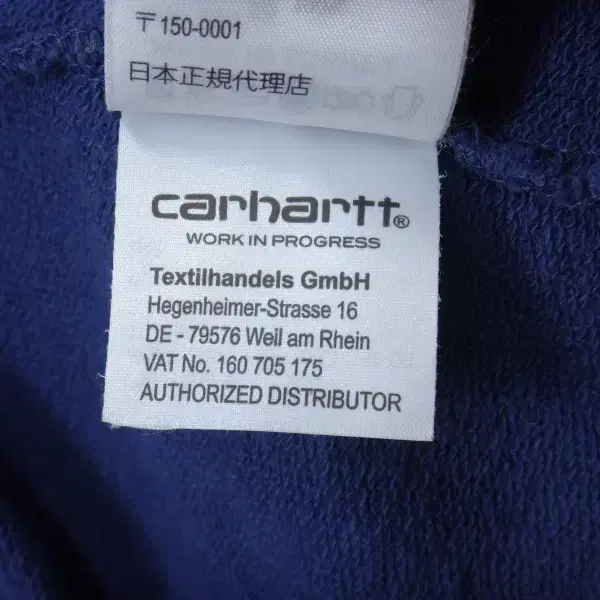 〒150-0001
日本正規代理店
carhartt®
WORK IN PROGRESS
Textilhandels GmbH
Hegenheimer-Strasse 16
DE - 79576 Weil am Rhein
VAT No. 160 705 175
AUTHORIZED DISTRIBUTOR